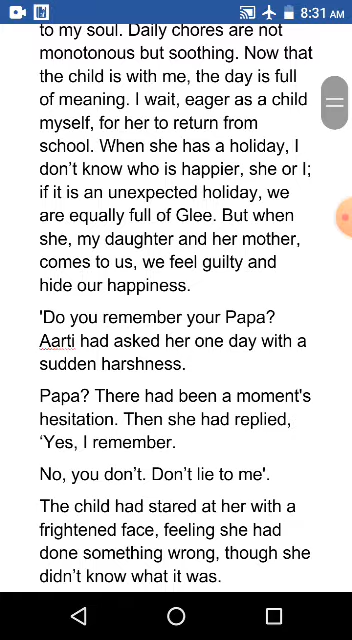 8:31 AM
to my soul. Daily chores are not
monotonous but soothing. Now that
the child is with me, the day is full
of meaning. I wait, eager as a child
myself, for her to return from
school. When she has a holiday, I
don't know who is happier, she or I;
if it is an unexpected holiday, we
are equally full of Glee. But when
she, my daughter and her mother,
comes to us, we feel guilty and
hide our happiness.
'Do you remember your Papa?
Aarti had asked her one day with a
sudden harshness.
Papa? There had been a moment's
hesitation. Then she had replied,
‘Yes, I remember.
No, you don’t. Don’t lie to me'.
The child had stared at her with a
frightened face, feeling she had
done something wrong, though she
didn’t know what it was.